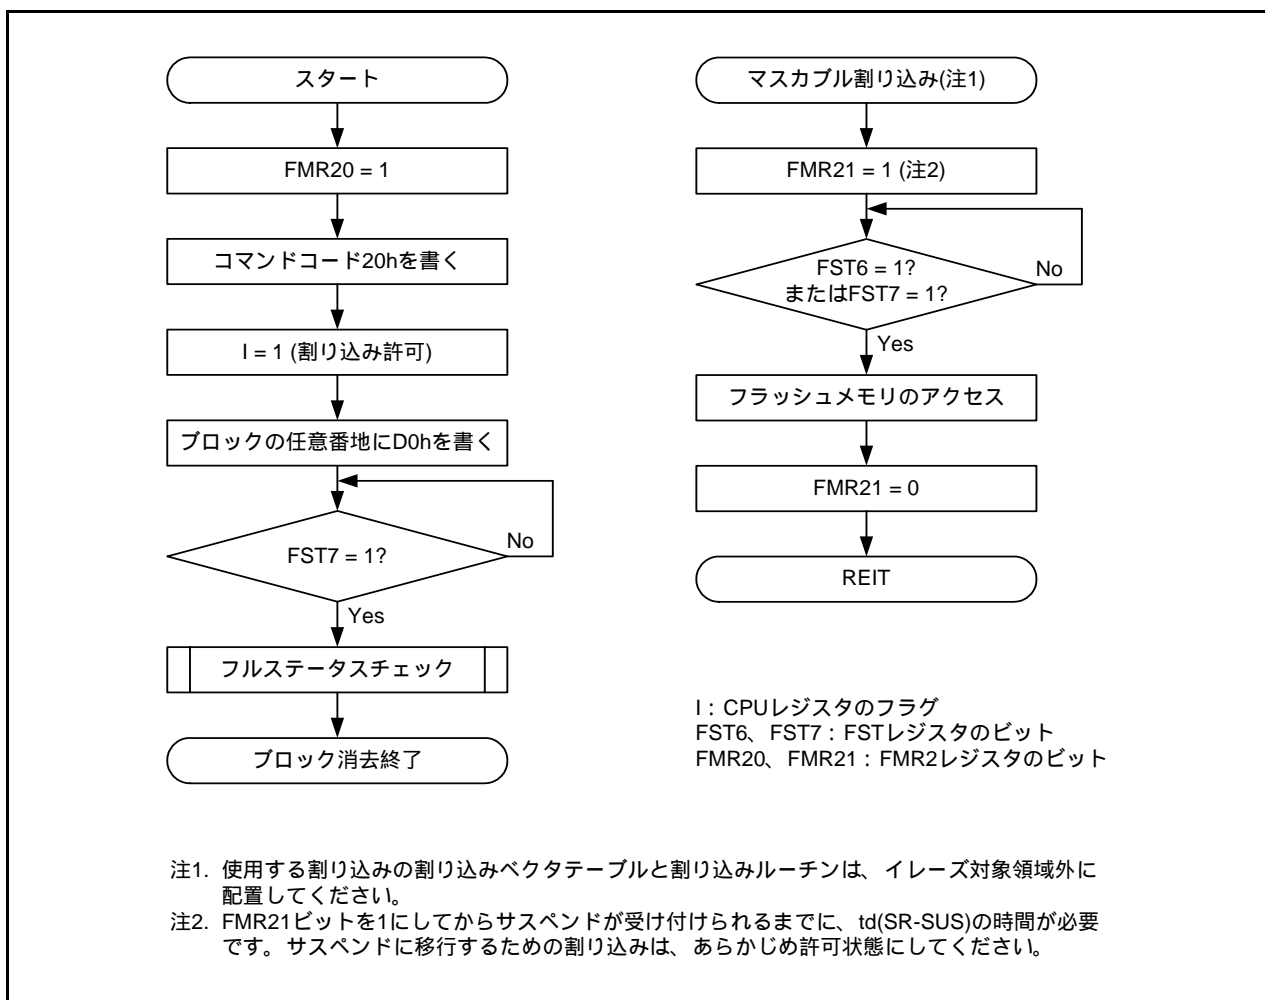 スタート
FMR20 = 1
コマンドコード20hを書く
I = 1 (割り込み許可)
ブロックの任意番地にD0hを書く
FST7 = 1?
No
Yes
フルステータスチェック
ブロック消去終了
マスカブル割り込み(注1)
FMR21 = 1 (注2)
FST6 = 1?
またはFST7 = 1?
No
Yes
フラッシュメモリのアクセス
FMR21 = 0
REIT
I : CPUレジスタのフラグ
FST6、FST7 : FSTレジスタのビット
FMR20、FMR21 : FMR2レジスタのビット
注1. 使用する割り込みの割り込みベクタテーブルと割り込みルーチンは、イレーズ対象領域外に
配置してください。
注2. FMR21ビットを1にしてからサスペンドが受け付けられるまでに、td(SR-SUS)の時間が必要
です。サスペンドに移行するための割り込みは、あらかじめ許可状態にしてください。